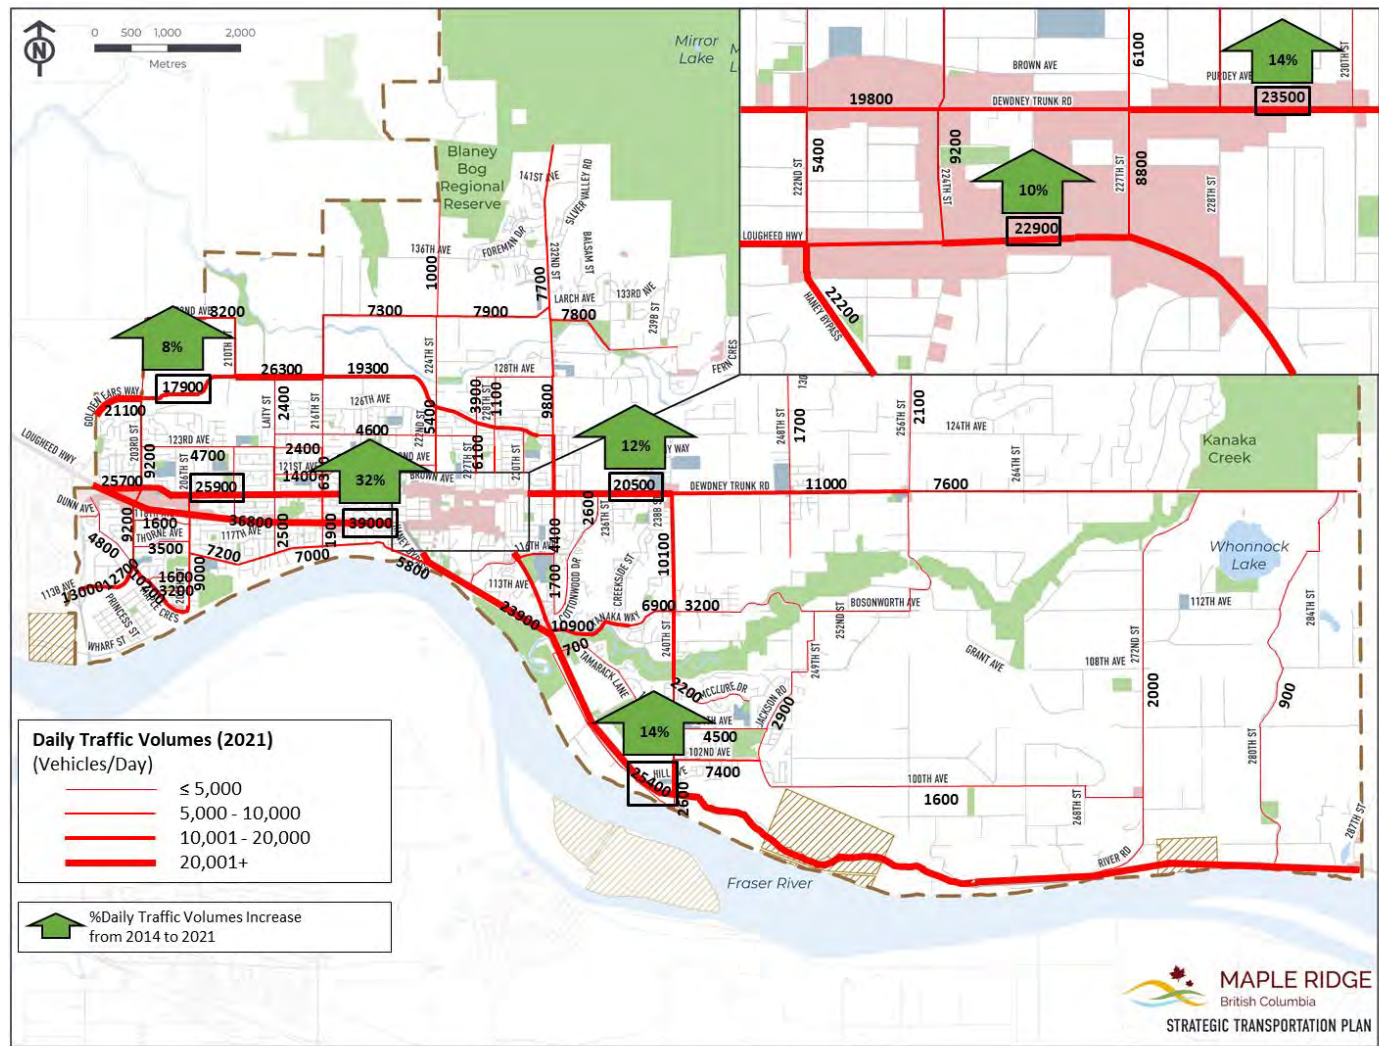 N
0 500 1,000 2,000
Metres
Mirror
Lake
Blaney
Bog
Regional
Reserve
141ST AVE
SILVER VALLEY RD
FOREMAN DR
232ND ST
BALSAM ST
136TH AVE
1000
7700
LARCH AVE
133RD AVE
239B ST
8200
7300
7900
7800
8%
210TH
224TH ST
FERN CRES
17900
26300
19300
128TH AVE
GOLDEN EARS WAY
21100
LAITY ST
2400
216TH ST
126TH AVE
222ND ST
5400
3900
228TH ST
1100
9800
LOUGHEED HWY
203RD ST
9200
123RD AVE
4700
2400
4600
227TH ST
6100
230TH ST
206TH ST
121ST AVE
1400
32%
BROWN AVE
12%
25700
25900
20500
DEWDNEY TRUNK RD
11000
7600
248TH ST
1700
256TH ST
2100
124TH AVE
264TH ST
Kanaka
Creek
DUNN AVE
9200
1600
THORNE AVE
36800
117TH AVE
2500
1900
39000
HANEY BYPASS
2600
236TH ST
238B ST
4400
116TH AVE
10100
4800
3500
7200
7000
5800
113TH AVE
1700
COTTONWOOD DR
CREEKSIDE ST
Whonnock
Lake
113B AVE
13000
12700
10200
1600
3200
9000
PRINCESS ST
MAPLE CRES
WHARF ST
23900
10900
KANAKA WAY
6900
3200
BOSONWORTH AVE
112TH AVE
284TH ST
700
TAMARACK LANE
240TH ST
252ND ST
249TH ST
GRANT AVE
108TH AVE
272ND ST
2000
900
280TH ST
2200
MCCLURE DR
JACKSON RD
2900
14%
4500
102ND AVE
25400
7400
2600
100TH AVE
1600
268TH ST
287TH ST
RIVER RD
Fraser River
6100
14%
230TH ST
BROWN AVE
PURDEY AVE
19800
DEWDNEY TRUNK RD
23500
5400
222ND ST
9200
224TH ST
10%
227TH ST
8800
228TH ST
LOUGHEED HWY
22900
HANEY BYPASS
22200
Daily Traffic Volumes (2021)
(Vehicles/Day)
≤ 5,000
5,000 - 10,000
10,001 - 20,000
20,001+
%Daily Traffic Volumes Increase
from 2014 to 2021
MAPLE RIDGE
British Columbia
STRATEGIC TRANSPORTATION PLAN